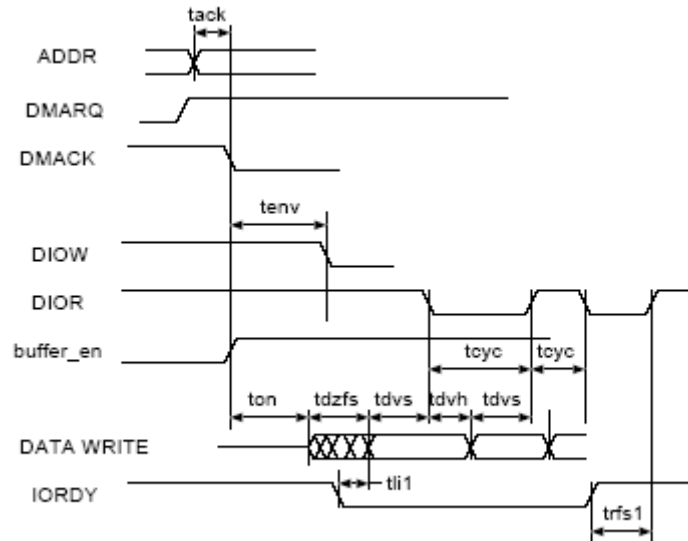 tack
ADDR
DMARQ
DMACK
tenv
DIOW
DIOR
buffer_en
tcyc tcyc
ton tdzfs tdvs tdvh tdvs
DATA WRITE
tli1
IORDY
trfs1